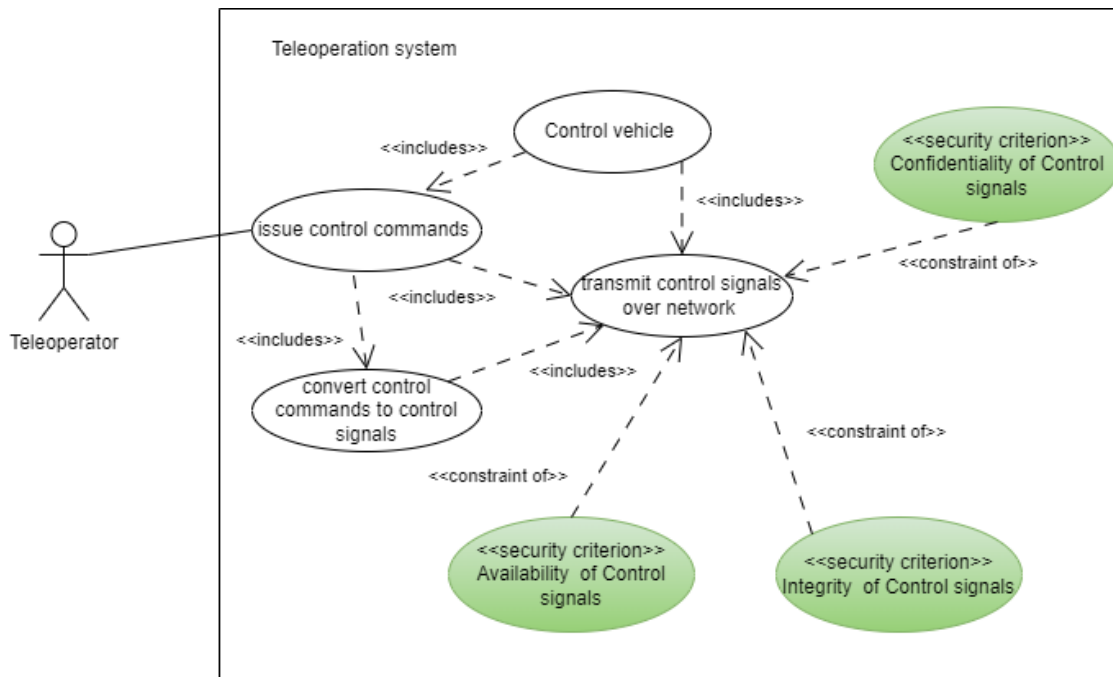 Teleoperation system
Control vehicle
<<includes>>
<<security criterion>>
Confidentiality of Control
signals
<<includes>>
issue control commands
<<constraint of>>
transmit control signals
over network
<<includes>>
Teleoperator
<<includes>>
<<includes>>
convert control
commands to control
signals
<<constraint of>>
<<constraint of>>
<<security criterion>>
Availability of Control
signals
<<security criterion>>
Integrity of Control signals